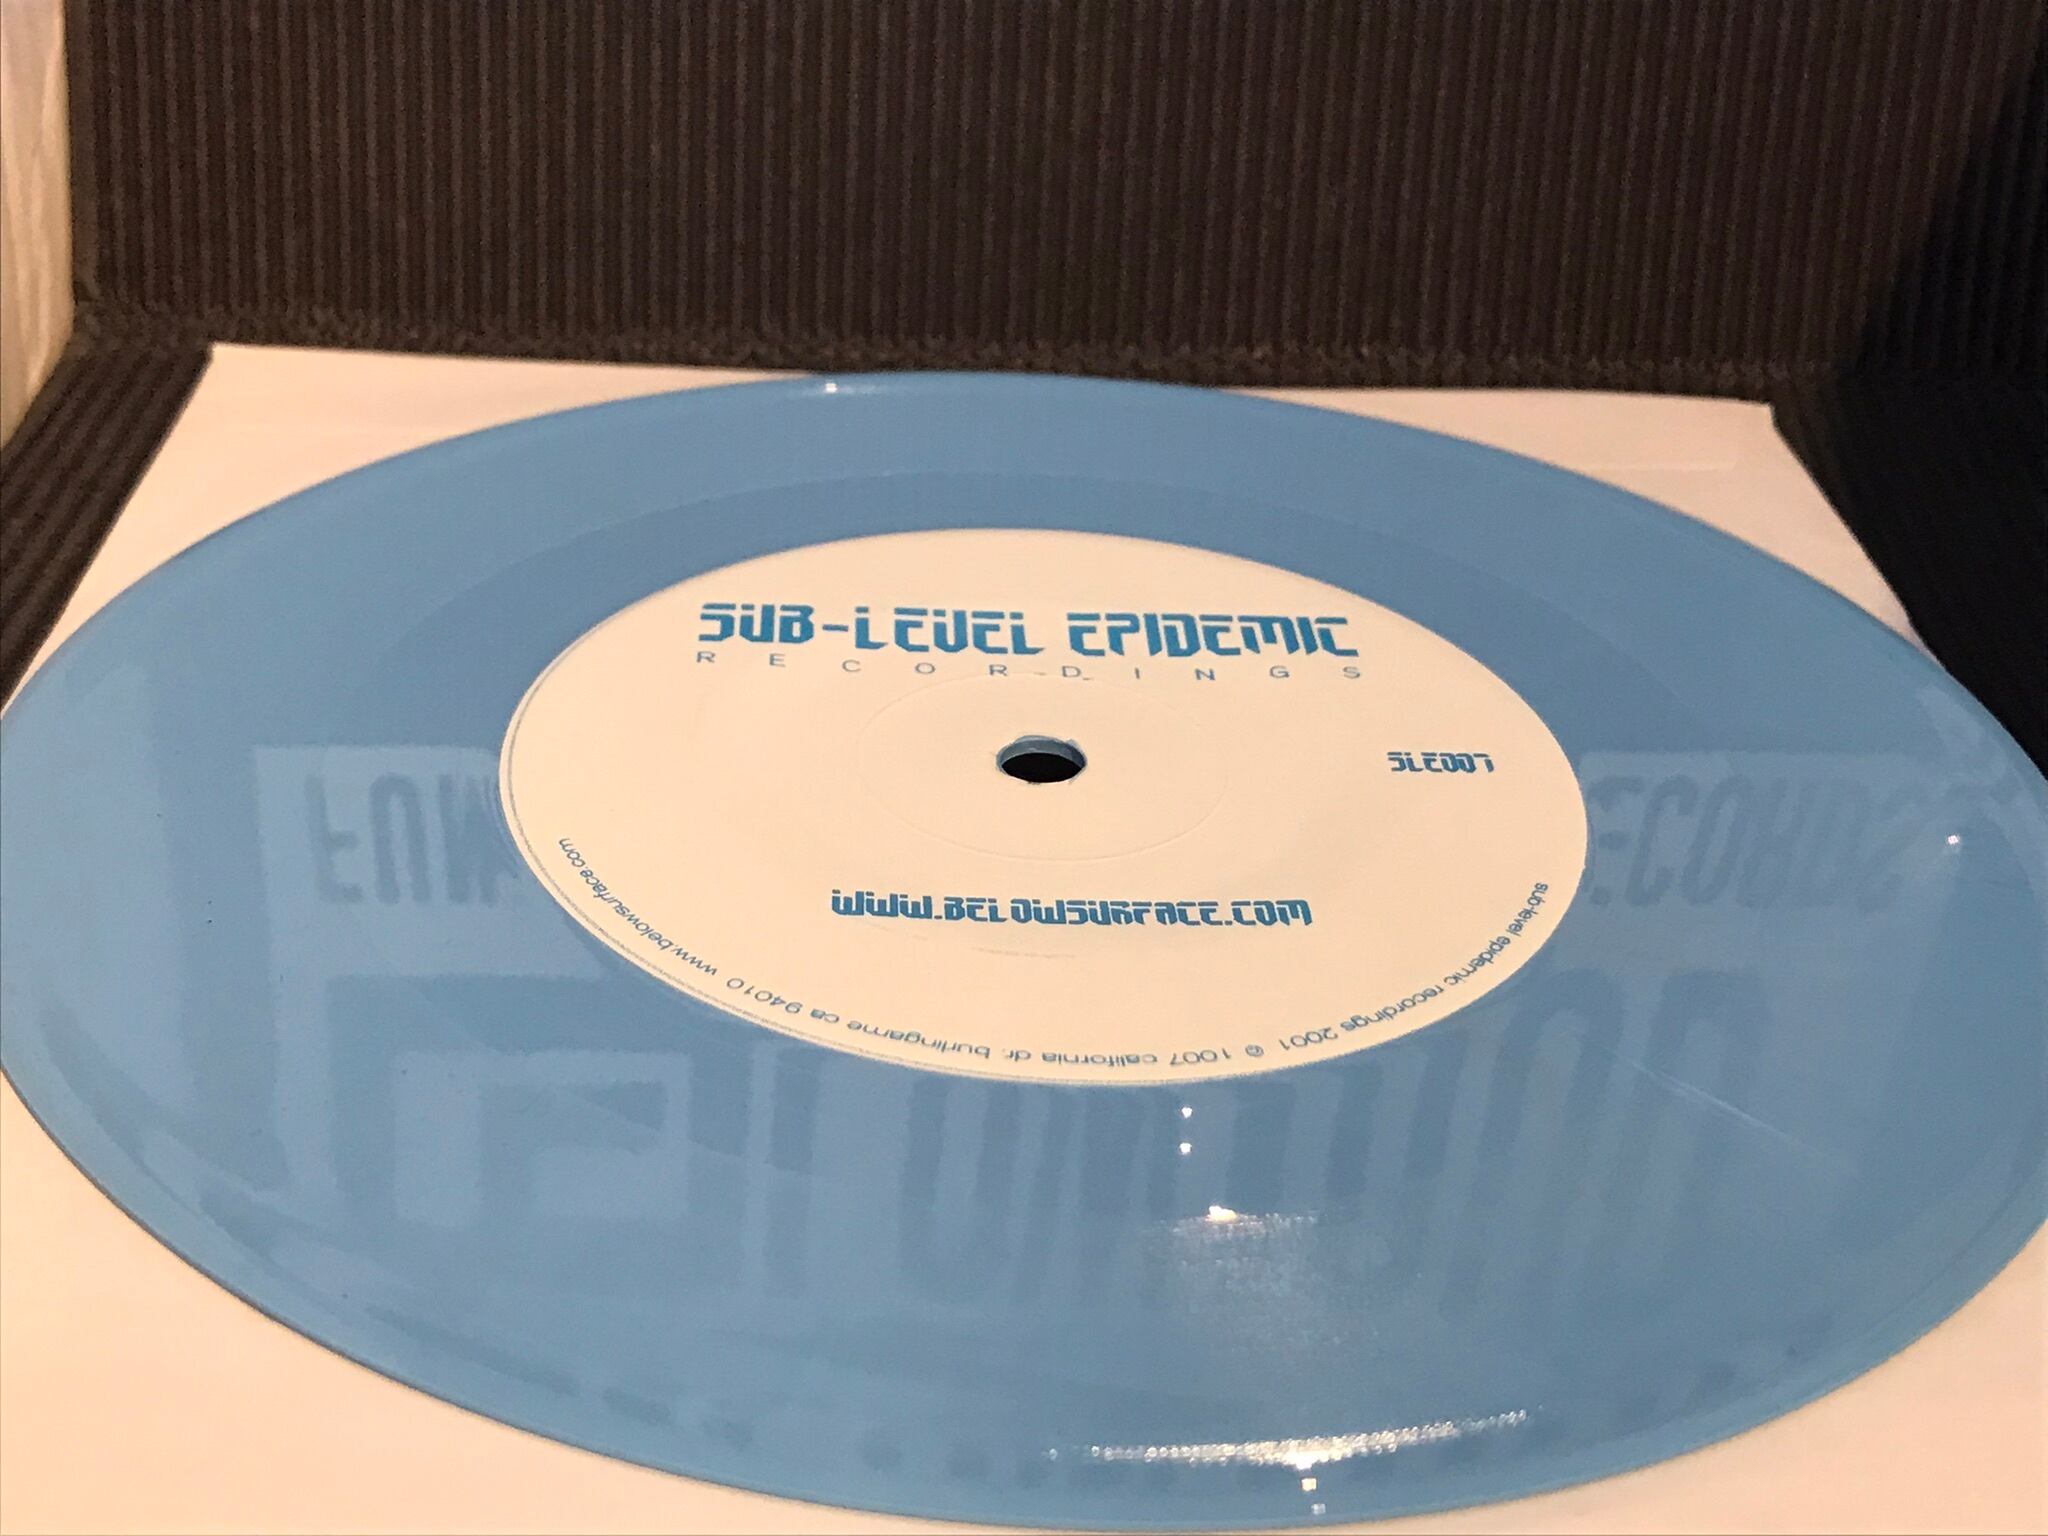 SUB-LEVEL EPIDEMIC
RECORDINGS
SLE007
WWW.BELOWSURFACE.COM
sub-level epidemic recordings 2001 © 1007 california dr. burlingame ca 94010 www.belowsurface.com